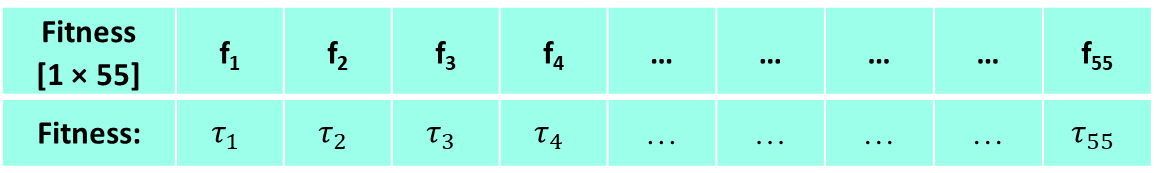 Fitness [1 × 55] f₁ f₂ f₃ f₄ ... ... ... ... f₅₅
Fitness: τ₁ τ₂ τ₃ τ₄ ... ... ... ... τ₅₅